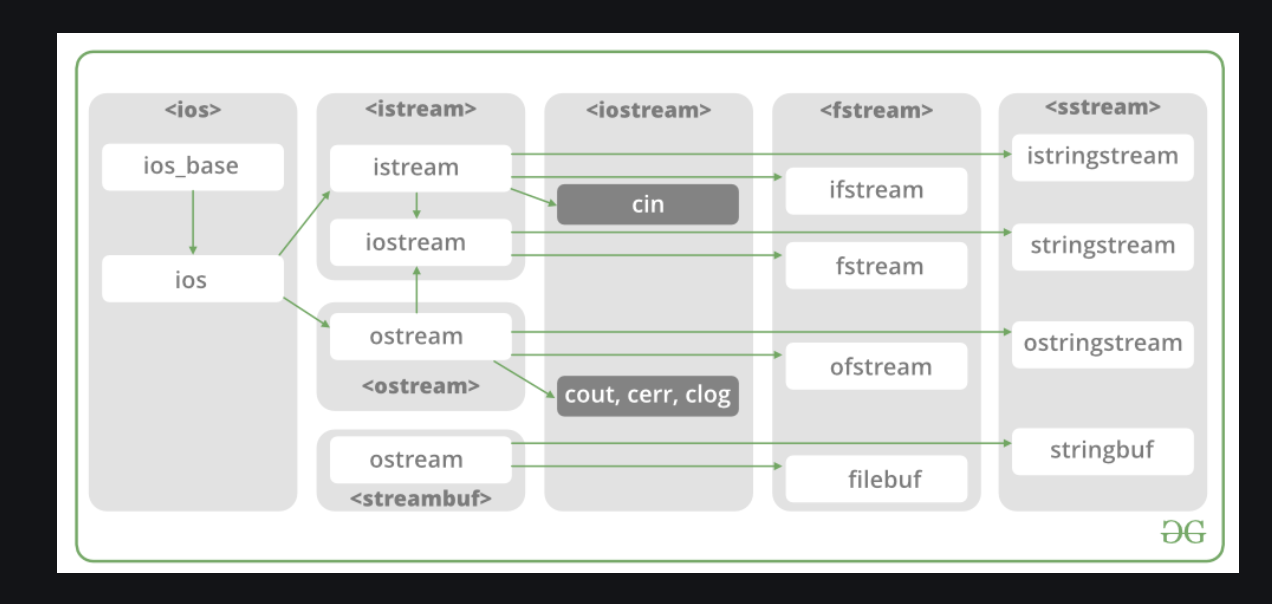 <ios>
ios_base
ios
<istream>
istream
iostream
ostream
<ostream>
ostream
<streambuf>
<iostream>
cin
cout, cerr, clog
<fstream>
ifstream
fstream
ofstream
filebuf
<sstream>
istringstream
stringstream
ostringstream
stringbuf